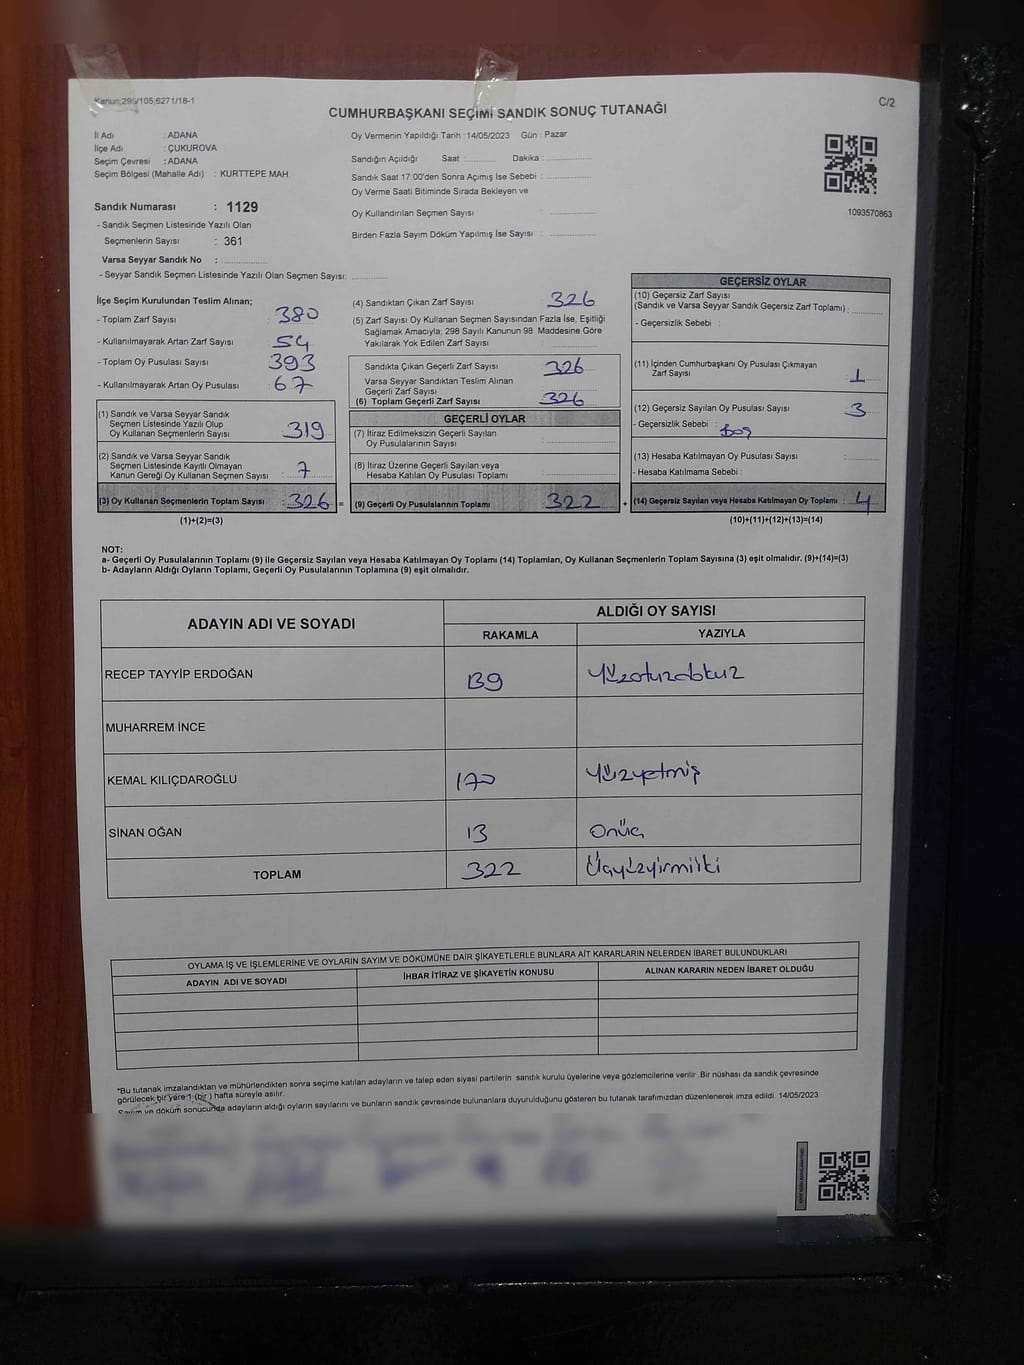 Kanun;298/105;6271/18-1
C/2
CUMHURBAŞKANI SEÇİMİ SANDIK SONUÇ TUTANAĞI
İl Adı : ADANA
İlçe Adı : ÇUKUROVA
Seçim Çevresi : ADANA
Seçim Bölgesi (Mahalle Adı) : KURTTEPE MAH.
Oy Vermenin Yapıldığı Tarih : 14/05/2023 Gün : Pazar
Sandığın Açıldığı Saat :.......... Dakika :..............
Sandık Saat 17:00'den Sonra Açımış İse Sebebi : ..............
Oy Verme Saati Bitiminde Sırada Bekleyen ve
Oy Kullandırılan Seçmen Sayısı : ..............
Birden Fazla Sayım Döküm Yapılmış İse Sayısı : ..............
1093570863
Sandık Numarası : 1129
- Sandık Seçmen Listesinde Yazılı Olan
Seçmenlerin Sayısı : 361
Varsa Seyyar Sandık No : ..............
- Seyyar Sandık Seçmen Listesinde Yazılı Olan Seçmen Sayısı: ..........
İlçe Seçim Kurulundan Teslim Alınan;
- Toplam Zarf Sayısı 380
- Kullanılmayarak Artan Zarf Sayısı 54
- Toplam Oy Pusulası Sayısı 393
- Kullanılmayarak Artan Oy Pusulası 67
(1) Sandık ve Varsa Seyyar Sandık
Seçmen Listesinde Yazılı Olup
Oy Kullanan Seçmenlerin Sayısı 319
(2) Sandık ve Varsa Seyyar Sandık
Seçmen Listesinde Kayıtlı Olmayan
Kanun Gereği Oy Kullanan Seçmen Sayısı : 7
(3) Oy Kullanan Seçmenlerin Toplam Sayısı : 326 =
(1)+(2)=(3)
(4) Sandıktan Çıkan Zarf Sayısı : 326
(5) Zarf Sayısı Oy Kullanan Seçmen Sayısından Fazla İse, Eşitliği
Sağlamak Amacıyla; 298 Sayılı Kanunun 98. Maddesine Göre
Yakılarak Yok Edilen Zarf Sayısı : ..............
Sandıkta Çıkan Geçerli Zarf Sayısı 326
Varsa Seyyar Sandıktan Teslim Alınan
Geçerli Zarf Sayısı
(6) Toplam Geçerli Zarf Sayısı 326
GEÇERLİ OYLAR
(7) İtiraz Edilmeksizin Geçerli Sayılan
Oy Pusulalarının Sayısı :
(8) İtiraz Üzerine Geçerli Sayılan veya
Hesaba Katılan Oy Pusulası Toplamı :
(9) Geçerli Oy Pusulalarının Toplamı 322 +
GEÇERSİZ OYLAR
(10) Geçersiz Zarf Sayısı
(Sandık ve Varsa Seyyar Sandık Geçersiz Zarf Toplamı) : ..........
- Geçersizlik Sebebi :
(11) İçinden Cumhurbaşkanı Oy Pusulası Çıkmayan
Zarf Sayısı 1
(12) Geçersiz Sayılan Oy Pusulası Sayısı : 3
- Geçersizlik Sebebi : Boş
(13) Hesaba Katılmayan Oy Pusulası Sayısı :
- Hesaba Katılmama Sebebi :
(14) Geçersiz Sayılan veya Hesaba Katılmayan Oy Toplamı : 4
(10)+(11)+(12)+(13)=(14)
NOT:
a- Geçerli Oy Pusulalarının Toplamı (9) ile Geçersiz Sayılan veya Hesaba Katılmayan Oy Toplamı (14) Toplamları, Oy Kullanan Seçmenlerin Toplam Sayısına (3) eşit olmalıdır. (9)+(14)=(3)
b- Adayların Aldığı Oyların Toplamı, Geçerli Oy Pusulalarının Toplamına (9) eşit olmalıdır.
ADAYIN ADI VE SOYADI
ALDIĞI OY SAYISI
RAKAMLA YAZIYLA
RECEP TAYYİP ERDOĞAN 139 Yüzotuzdokuz
MUHARREM İNCE
KEMAL KILIÇDAROĞLU 170 Yüzyetmiş
SİNAN OĞAN 13 Onüç
TOPLAM 322 Üçyüzyirmiiki
OYLAMA İŞ VE İŞLEMLERİNE VE OYLARIN SAYIM VE DÖKÜMÜNE DAİR ŞİKAYETLERLE BUNLARA AİT KARARLARIN NELERDEN İBARET BULUNDUKLARI
ADAYIN ADI VE SOYADI İHBAR İTİRAZ VE ŞİKAYETİN KONUSU ALINAN KARARIN NEDEN İBARET OLDUĞU
*Bu tutanak imzalandıktan ve mühürlendikten sonra seçime katılan adayların ve talep eden siyasi partilerin sandık kurulu üyelerine veya gözlemcilerine verilir .Bir nüshası da sandık çevresinde
görülecek bir yere 1 (bir ) hafta süreyle asılır.
Sayım ve döküm sonucunda adayların aldığı oyların sayılarını ve bunların sandık çevresinde bulunanlara duyurulduğunu gösteren bu tutanak tarafımızdan düzenlenerek imza edildi. 14/05/2023